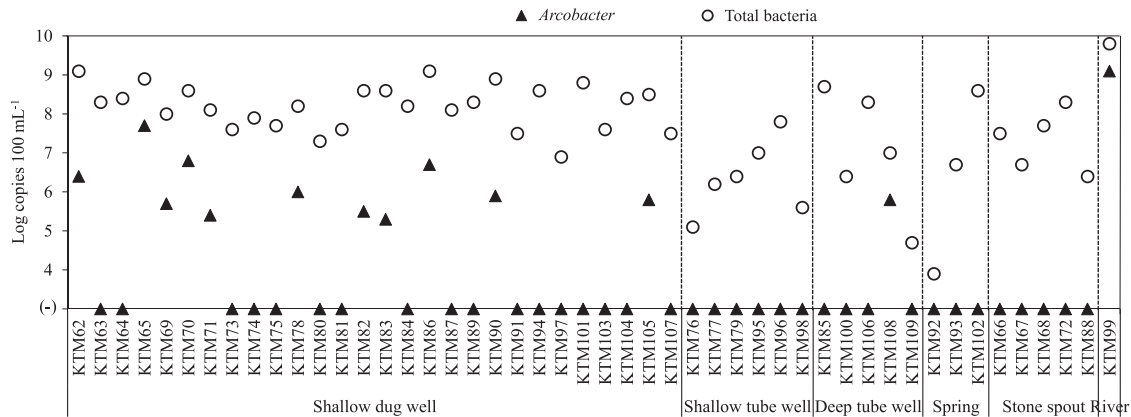 Arcobacter
Total bacteria
Log copies 100 mL-1
10
9
8
7
6
5
4
(-)
KTM62
KTM63
KTM64
KTM65
KTM69
KTM70
KTM71
KTM73
KTM74
KTM75
KTM78
KTM80
KTM81
KTM82
KTM83
KTM84
KTM86
KTM87
KTM89
KTM90
KTM91
KTM94
KTM97
KTM101
KTM103
KTM104
KTM105
KTM107
KTM76
KTM77
KTM79
KTM95
KTM96
KTM98
KTM85
KTM100
KTM106
KTM108
KTM109
KTM92
KTM93
KTM102
KTM66
KTM67
KTM68
KTM72
KTM88
KTM99
Shallow dug well
Shallow tube well
Deep tube well
Spring
Stone spout
River